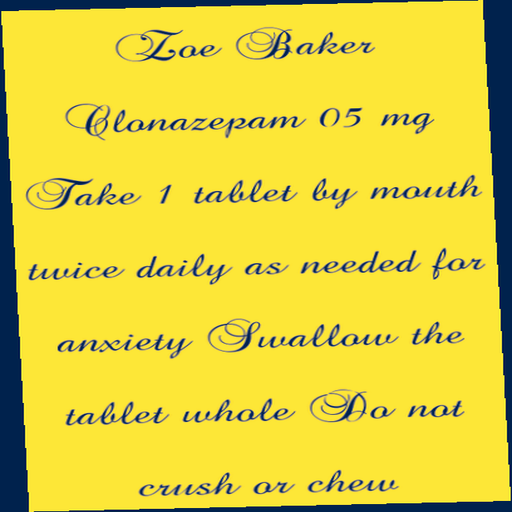 Zoe Baker
Clonazepam 05 mg
Take 1 tablet by mouth
twice daily as needed for
anxiety Swallow the
tablet whole Do not
crush or chew